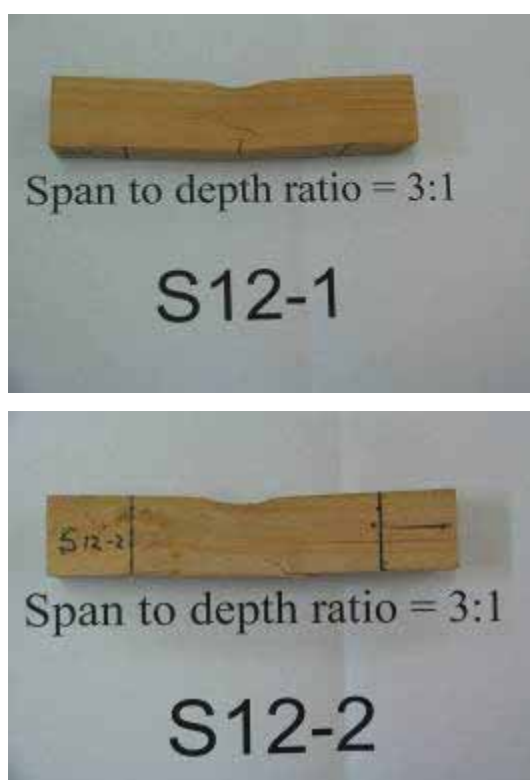 Span to depth ratio = 3:1
S12-1
S12-2
Span to depth ratio = 3:1
S12-2